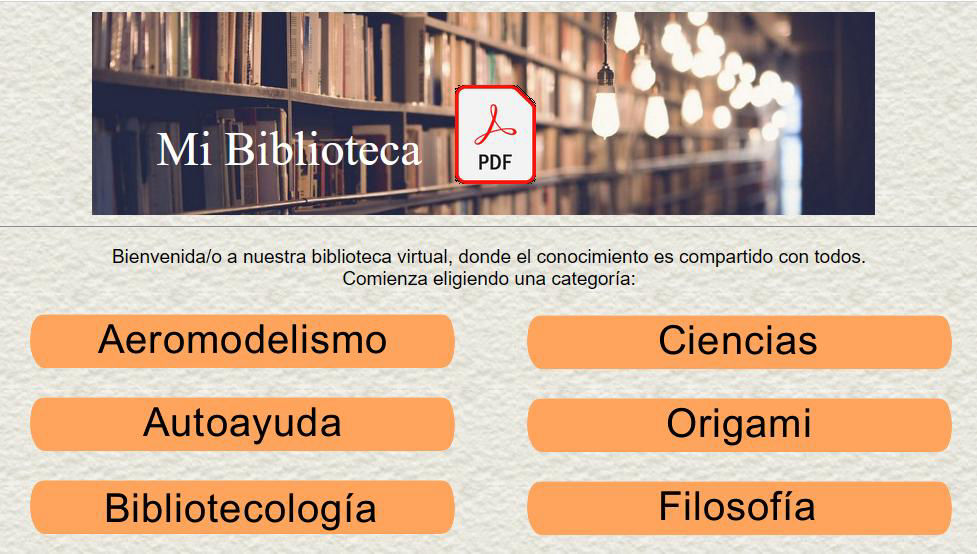 Mi Biblioteca
PDF
Bienvenida/o a nuestra biblioteca virtual, donde el conocimiento es compartido con todos.
Comienza eligiendo una categoría:
Aeromodelismo
Ciencias
Autoayuda
Origami
Bibliotecología
Filosofía